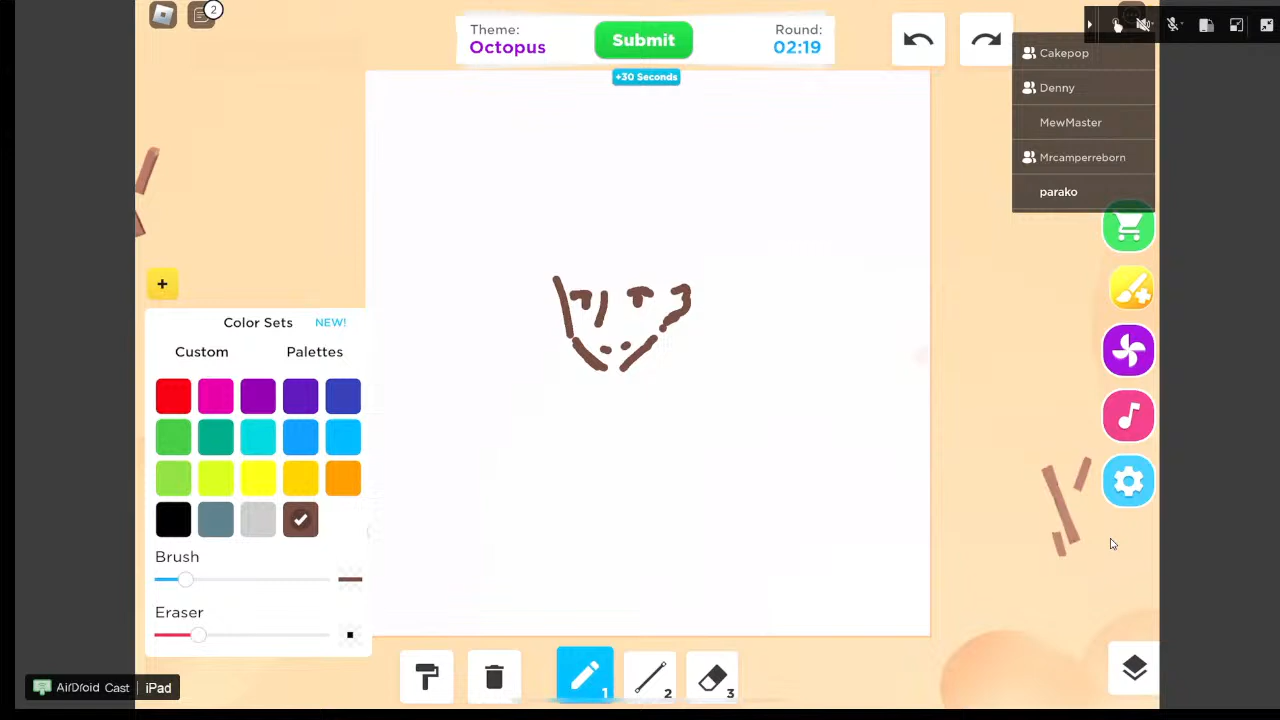 2
Theme:
Octopus
Submit
Round:
02:19
+30 Seconds
Cakepop
Denny
MewMaster
Mrcamperreborn
parako
+
Color Sets NEW!
Custom Palettes
Brush
Eraser
1
2
3
AirDroid Cast | iPad